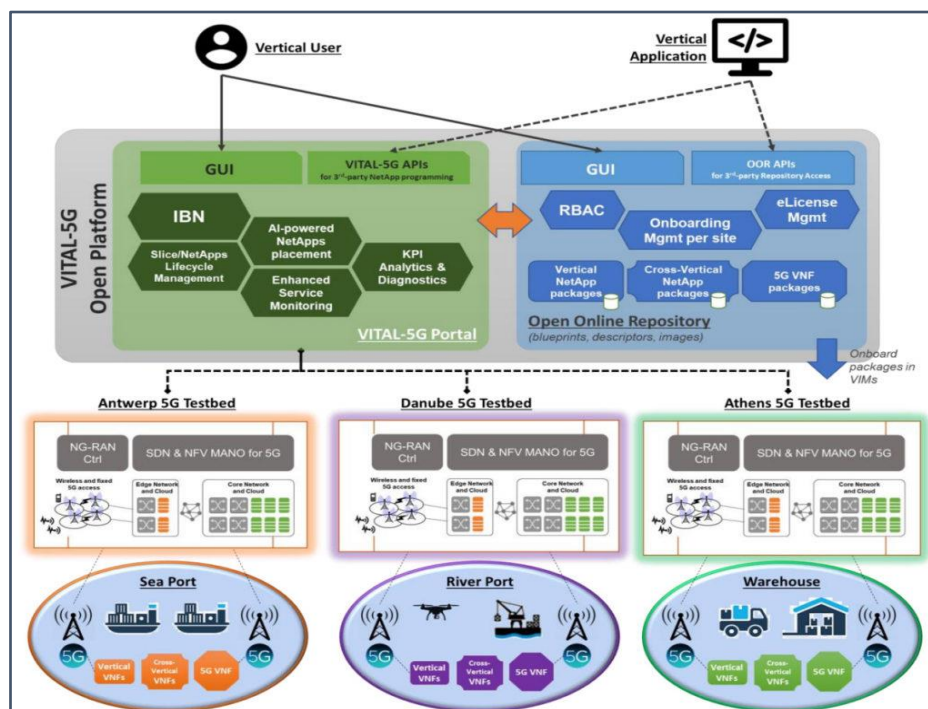 Vertical User
Vertical
Application
VITAL-5G
Open Platform
GUI
VITAL-5G APIs
for 3rd-party NetApp programming
IBN
AI-powered
NetApps
placement
Slice/NetApps
Lifecycle
Management
Enhanced
Service
Monitoring
KPI
Analytics &
Diagnostics
VITAL-5G Portal
GUI
OOR APIs
for 3rd-party Repository Access
RBAC
Onboarding
Mgmt per site
eLicense
Mgmt
Vertical
NetApp
packages
Cross-Vertical
NetApp
packages
5G VNF
packages
Open Online Repository
(blueprints, descriptors, images)
Onboard
packages in
VIMs
Antwerp 5G Testbed
NG-RAN
Ctrl
SDN & NFV MANO for 5G
Wireless and fixed
5G access
Edge Network
and Cloud
Core Network
and Cloud
Danube 5G Testbed
NG-RAN
Ctrl
SDN & NFV MANO for 5G
Wireless and fixed
5G access
Edge Network
and Cloud
Core Network
and Cloud
Athens 5G Testbed
NG-RAN
Ctrl
SDN & NFV MANO for 5G
Wireless and fixed
5G access
Edge Network
and Cloud
Core Network
and Cloud
Sea Port
5G
5G
Vertical
VNFs
Cross-
Vertical
VNFs
5G VNF
River Port
5G
5G
Vertical
VNFs
Cross-
Vertical
VNFs
5G VNF
Warehouse
5G
5G
Vertical
VNFs
Cross-
Vertical
VNFs
5G VNF